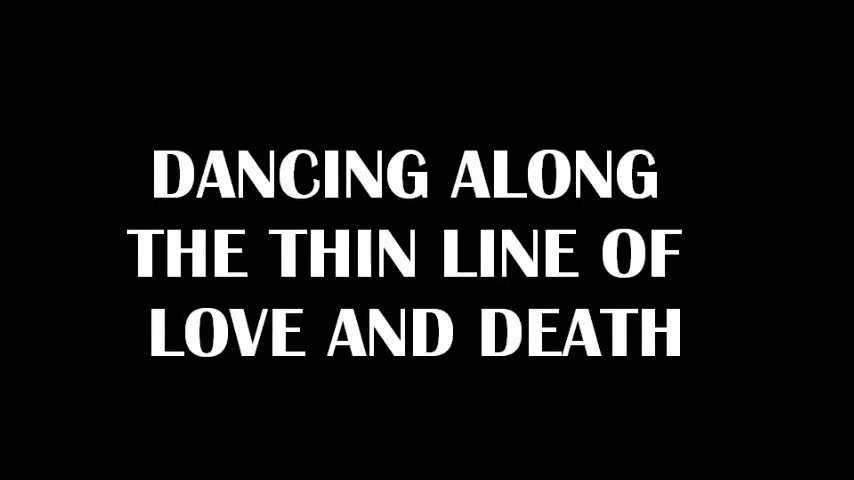 DANCING ALONG
THE THIN LINE OF
LOVE AND DEATH